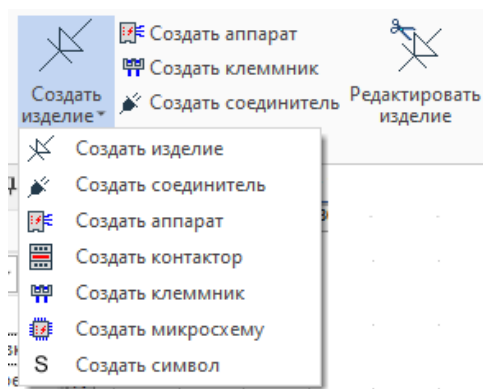 Создать изделие
Создать аппарат
Создать клеммник
Создать соединитель
Редактировать изделие
Создать изделие
Создать соединитель
Создать аппарат
Создать контактор
Создать клеммник
Создать микросхему
S Создать символ